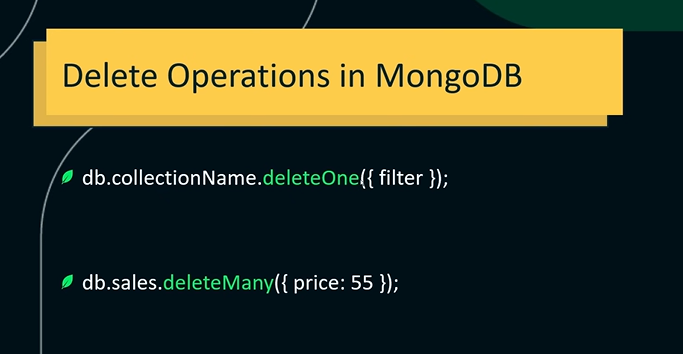 Delete Operations in MongoDB
db.collectionName.deleteOne({ filter });
db.sales.deleteMany({ price: 55 });